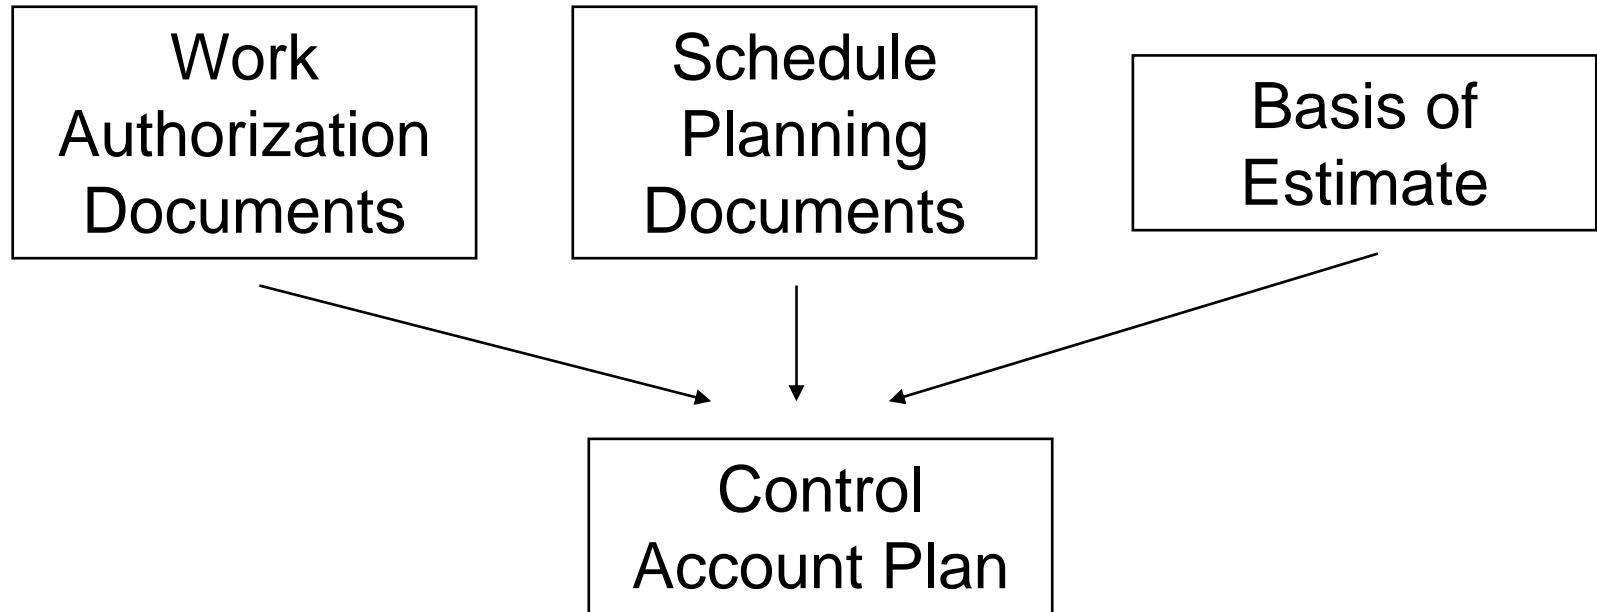 Work
Authorization
Documents
Schedule
Planning
Documents
Basis of
Estimate
Control
Account Plan